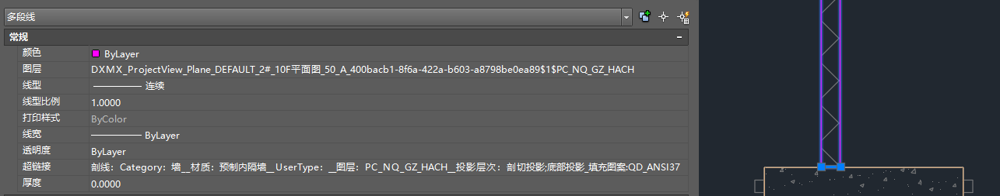 多段线
常规
颜色 ByLayer
图层 DXMX_ProjectView_Plane_DEFAULT_2#_10F平面图_50_A_400bacb1-8f6a-422a-b603-a8798be0ea89$1$PC_NQ_GZ_HACH
线型 连续
线型比例 1.0000
打印样式 ByColor
线宽 ByLayer
透明度 ByLayer
超链接 剖线：Category：墙__材质：预制内隔墙__UserType：__图层：PC_NQ_GZ_HACH__投影层次：剖切投影;底部投影_填充图案:QD_ANSI37
厚度 0.0000